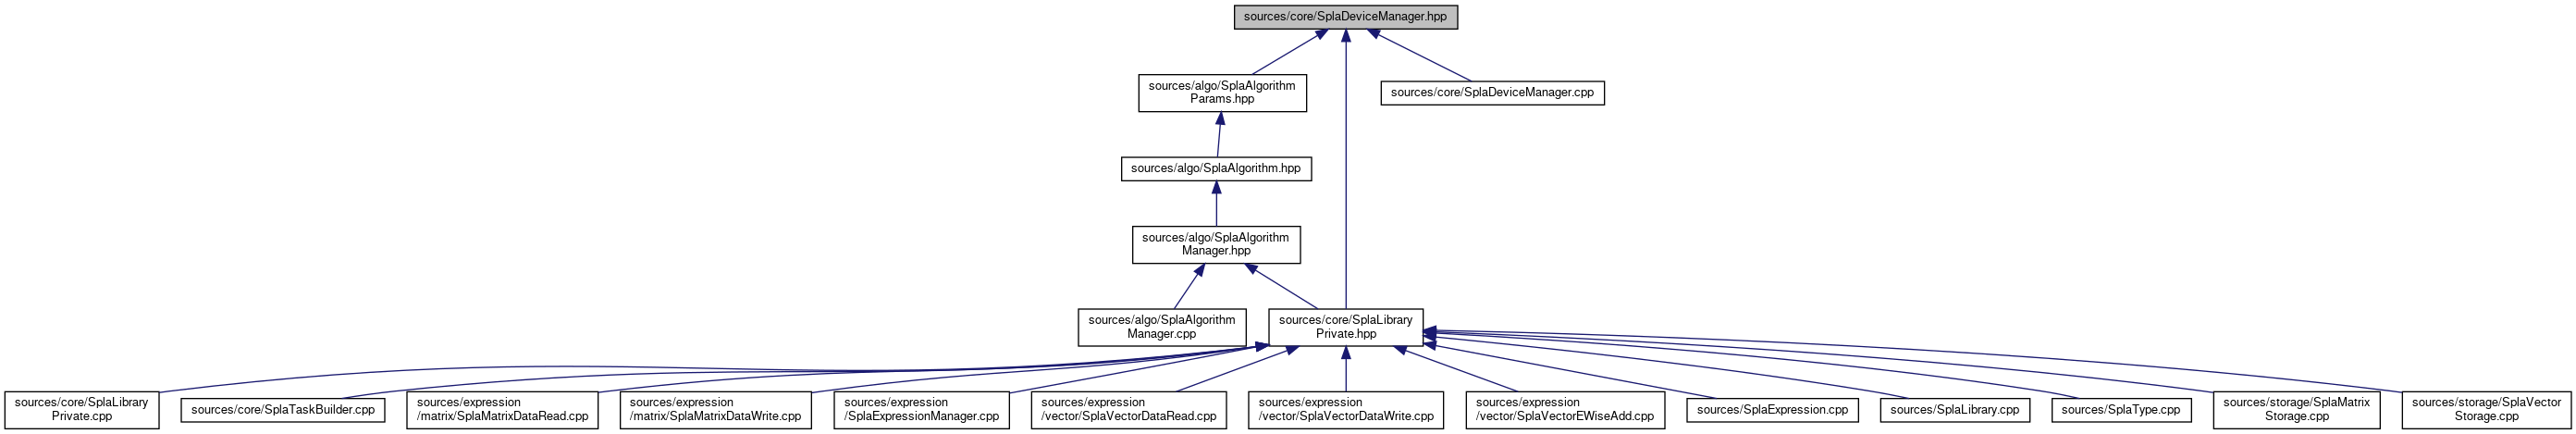 sources/core/SplaDeviceManager.hpp
sources/algo/SplaAlgorithm
Params.hpp
sources/core/SplaDeviceManager.cpp
sources/algo/SplaAlgorithm.hpp
sources/algo/SplaAlgorithm
Manager.hpp
sources/algo/SplaAlgorithm
Manager.cpp
sources/core/SplaLibrary
Private.hpp
sources/core/SplaLibrary
Private.cpp
sources/core/SplaTaskBuilder.cpp
sources/expression
/matrix/SplaMatrixDataRead.cpp
sources/expression
/matrix/SplaMatrixDataWrite.cpp
sources/expression
/SplaExpressionManager.cpp
sources/expression
/vector/SplaVectorDataRead.cpp
sources/expression
/vector/SplaVectorDataWrite.cpp
sources/expression
/vector/SplaVectorEWiseAdd.cpp
sources/SplaExpression.cpp
sources/SplaLibrary.cpp
sources/SplaType.cpp
sources/storage/SplaMatrix
Storage.cpp
sources/storage/SplaVector
Storage.cpp